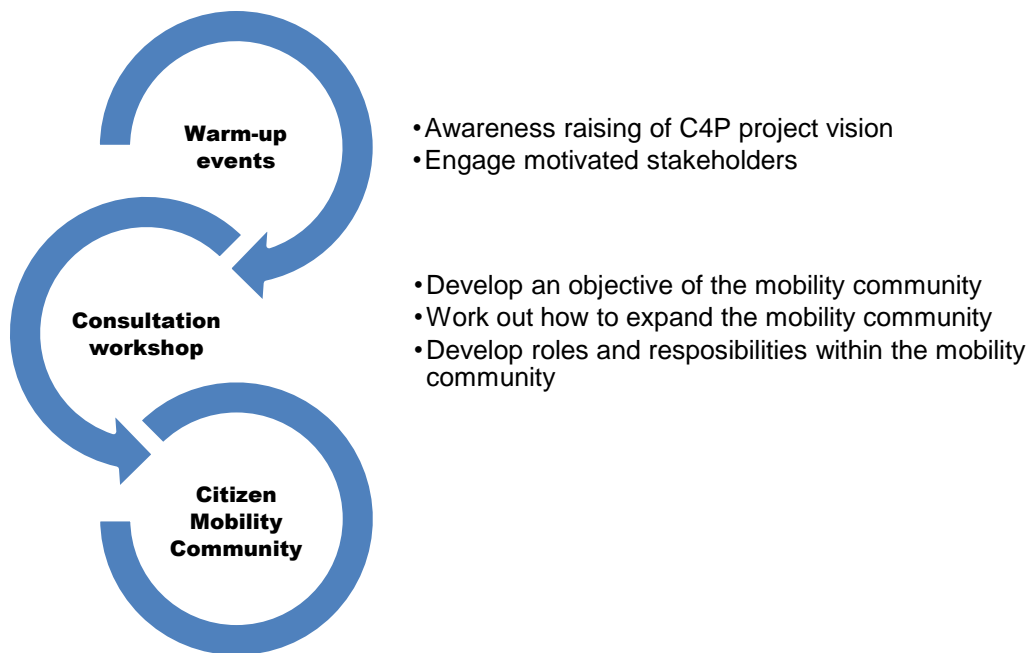 Warm-up
events
•Awareness raising of C4P project vision
•Engage motivated stakeholders
Consultation
workshop
•Develop an objective of the mobility community
•Work out how to expand the mobility community
•Develop roles and resposibilities within the mobility
community
Citizen
Mobility
Community